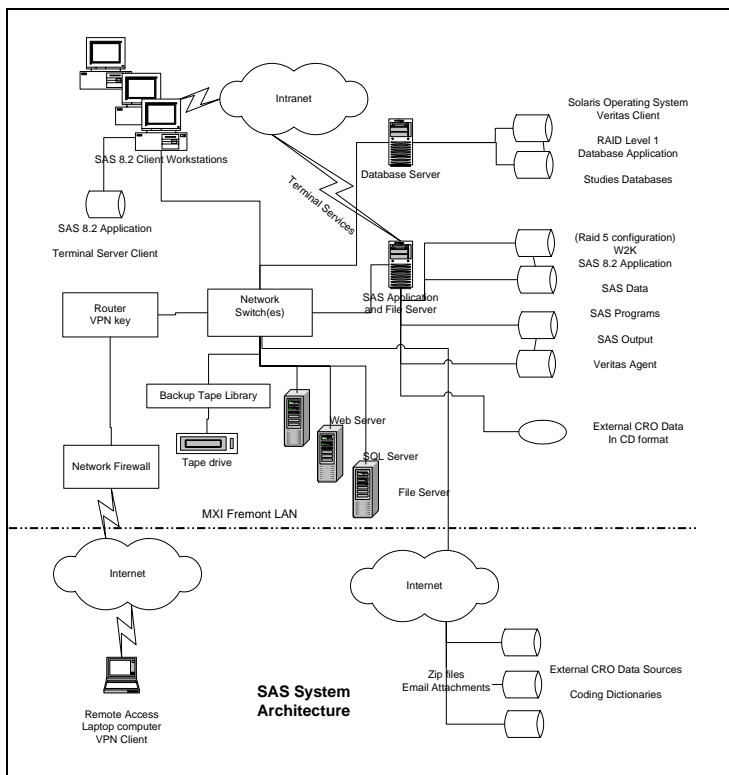 Intranet
Solaris Operating System
Veritas Client
RAID Level 1
Database Application
Studies Databases
SAS 8.2 Client Workstations
Database Server
Terminal Services
SAS 8.2 Application
Terminal Server Client
(Raid 5 configuration)
W2K
SAS 8.2 Application
SAS Data
SAS Application
and File Server
Network
Switch(es)
Router
VPN key
SAS Programs
SAS Output
Veritas Agent
Backup Tape Library
Web Server
External CRO Data
In CD format
Tape drive
SQL Server
Network Firewall
File Server
MXI Fremont LAN
Internet
Internet
Zip files
Email Attachments
External CRO Data Sources
Coding Dictionaries
SAS System
Architecture
Remote Access
Laptop computer
VPN Client